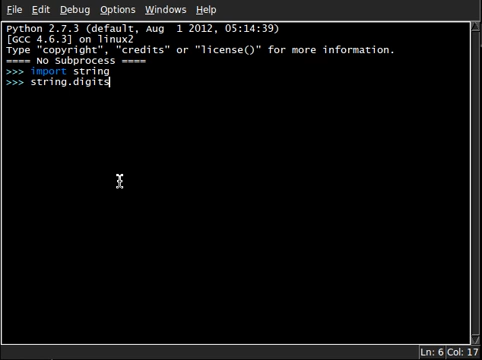 File Edit Debug Options Windows Help
Python 2.7.3 (default, Aug  1 2012, 05:14:39)
[GCC 4.6.3] on linux2
Type "copyright", "credits" or "license()" for more information.
==== No Subprocess ====
>>> import string
>>> string.digits
Ln: 6 Col: 17